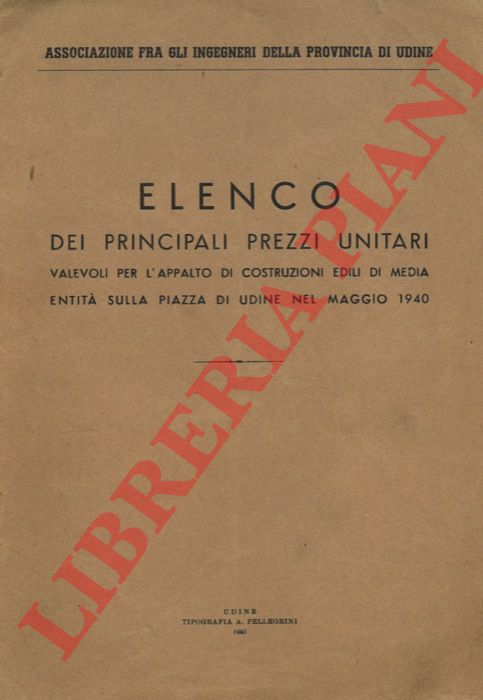 ASSOCIAZIONE FRA GLI INGEGNERI DELLA PROVINCIA DI UDINE
ELENCO
DEI PRINCIPALI PREZZI UNITARI
VALEVOLI PER L'APPALTO DI COSTRUZIONI EDILI DI MEDIA
ENTITÀ SULLA PIAZZA DI UDINE NEL MAGGIO 1940
LIBRERIA PIANI
UDINE
TIPOGRAFIA A. PELLEGRINI